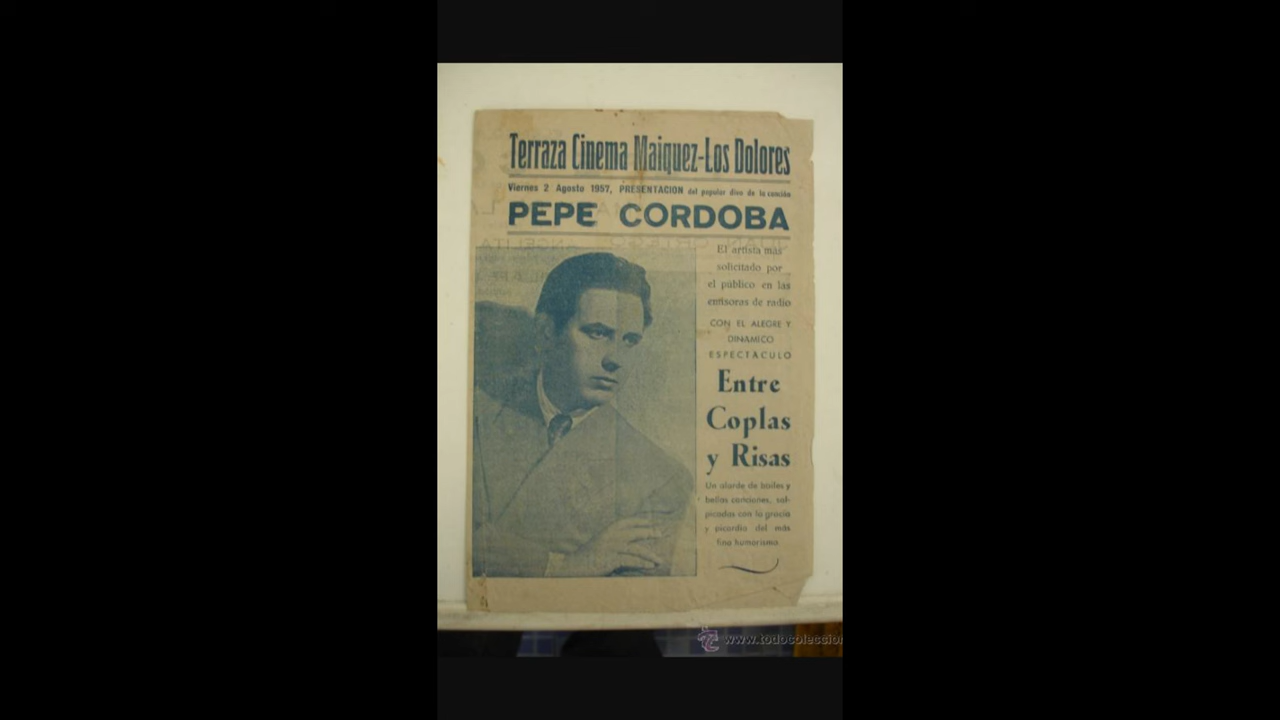 Terraza Cinema Maiquez-Los Dolores
Viernes 2 Agosto 1957, PRESENTACION del popular divo de la canción
PEPE CORDOBA
El artista más
solicitado por
el público en las
emisoras de radio
CON EL ALEGRE Y
DINAMICO
ESPECTACULO
Entre
Coplas
y Risas
Un alarde de bailes y
bellas canciones, sal-
picadas con la gracia
y picardia del más
fino humorismo
www.todocoleccion